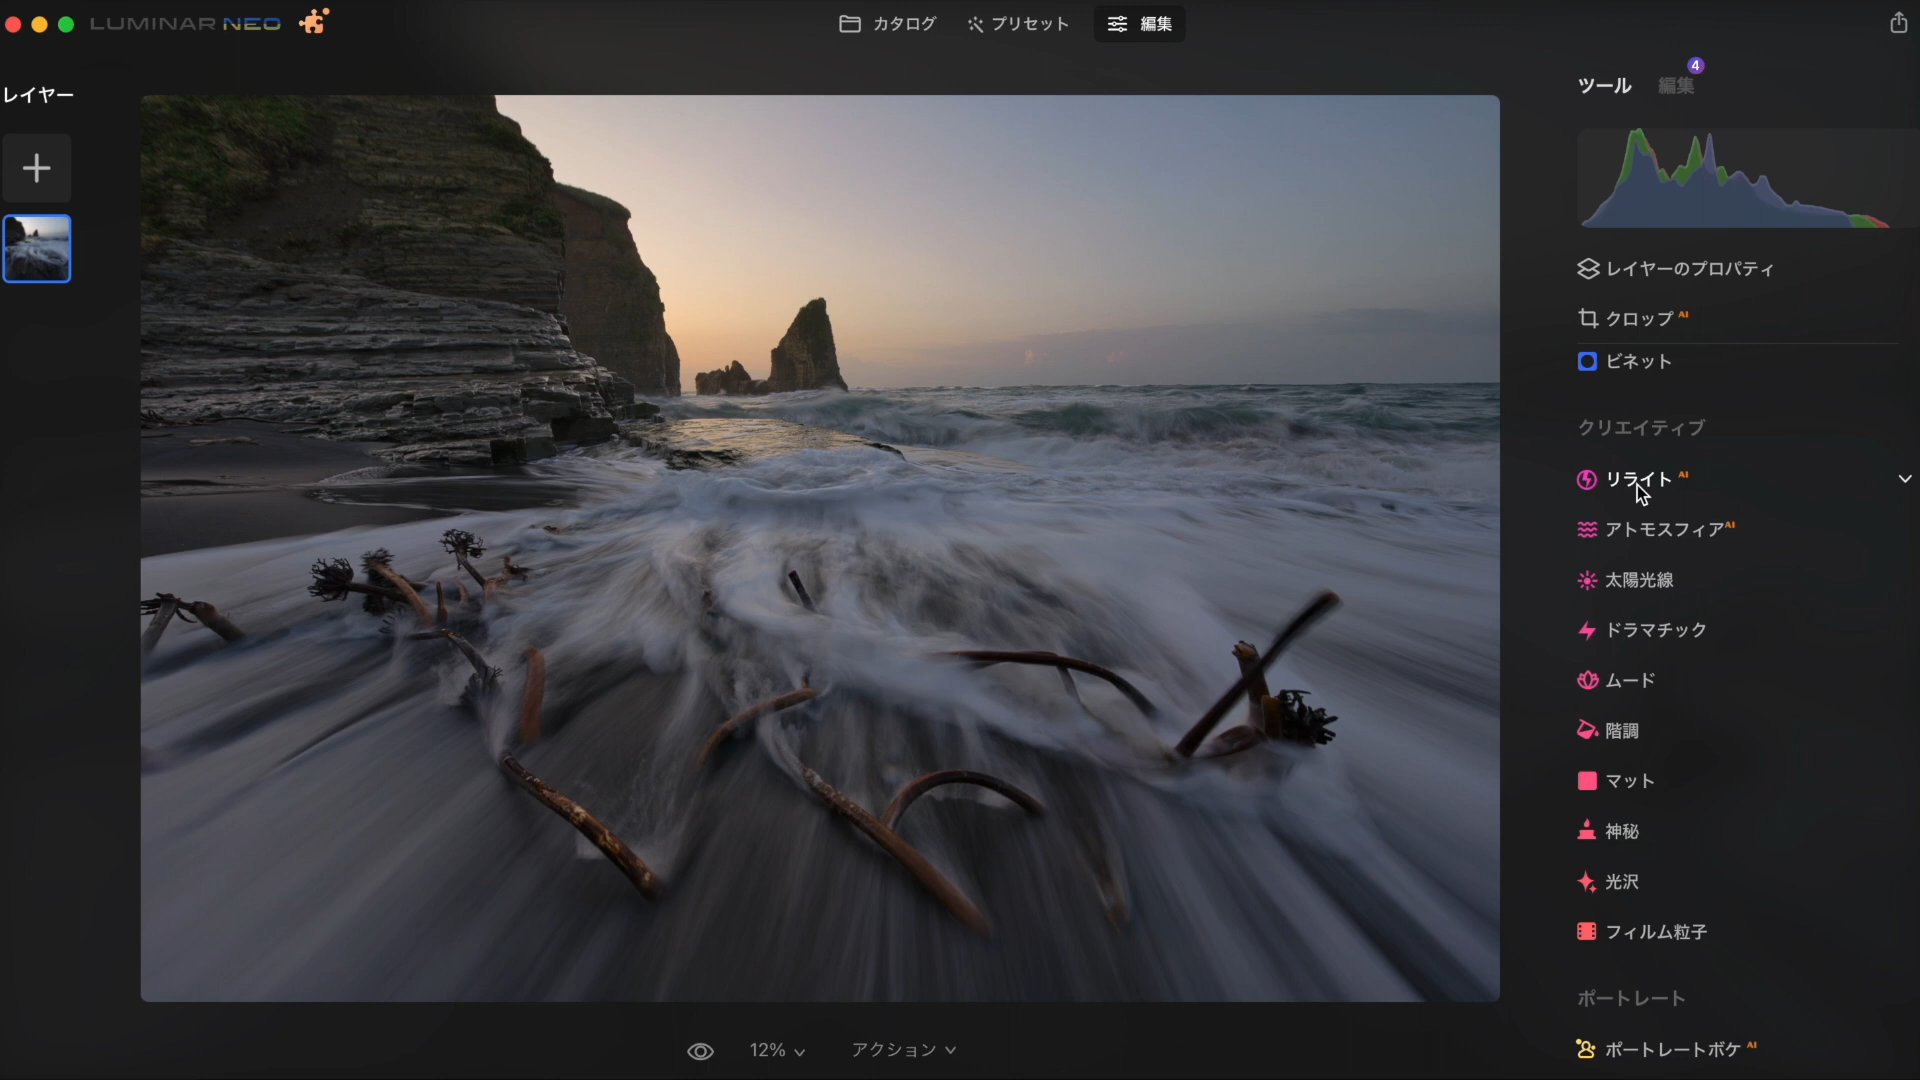 LUMINAR NEO
カタログ
プリセット
編集
レイヤー
ツール
編集
4
レイヤーのプロパティ
クロップ AI
ビネット
クリエイティブ
リライト AI
アトモスフィア AI
太陽光線
ドラマチック
ムード
階調
マット
神秘
光沢
フィルム粒子
ポートレート
ポートレートボケ AI
12%
アクション